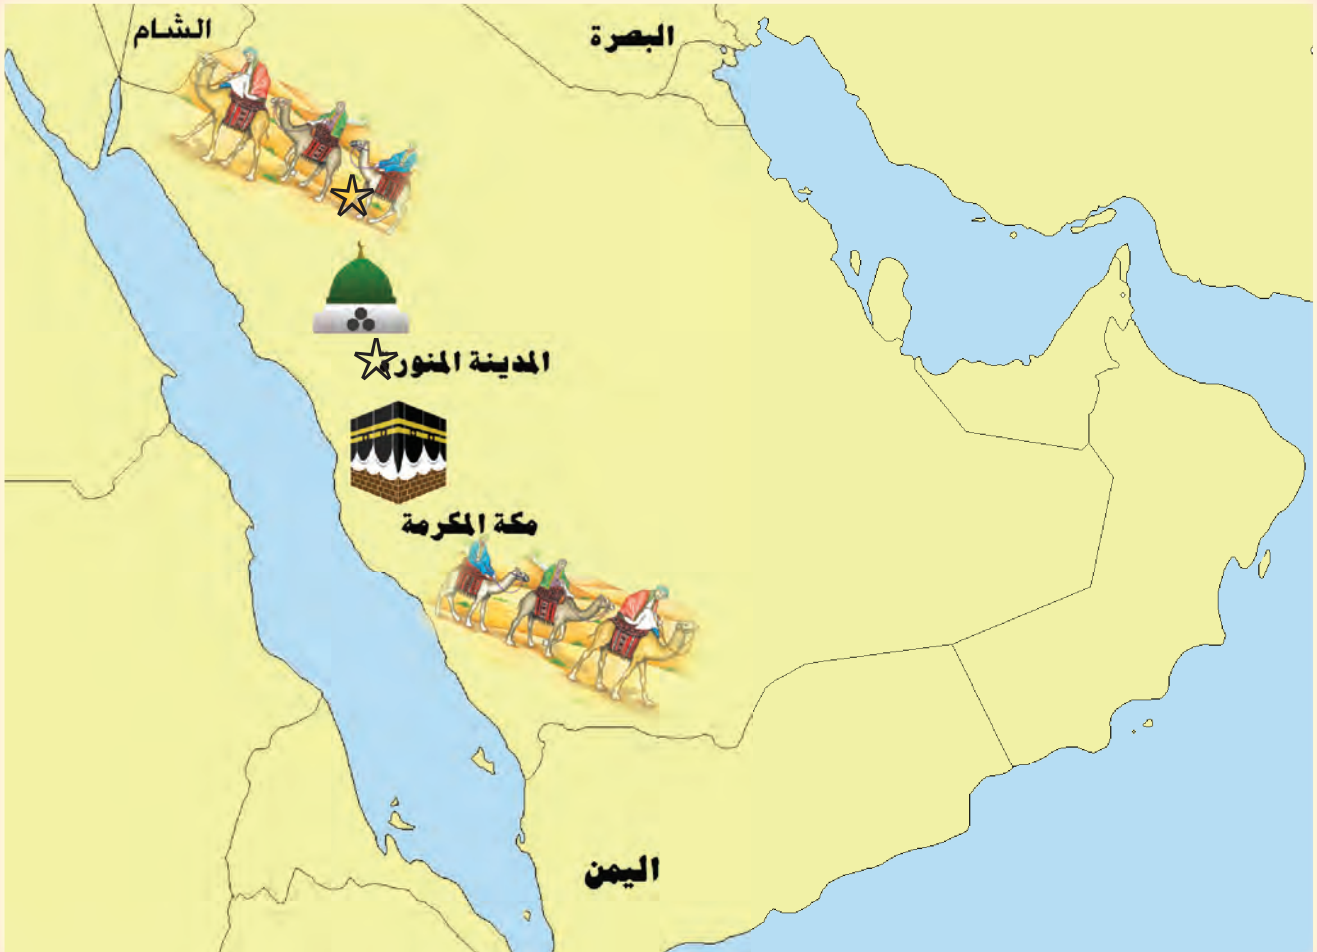 الشام
البصرة
المدينة المنورة
مكة المكرمة
اليمن